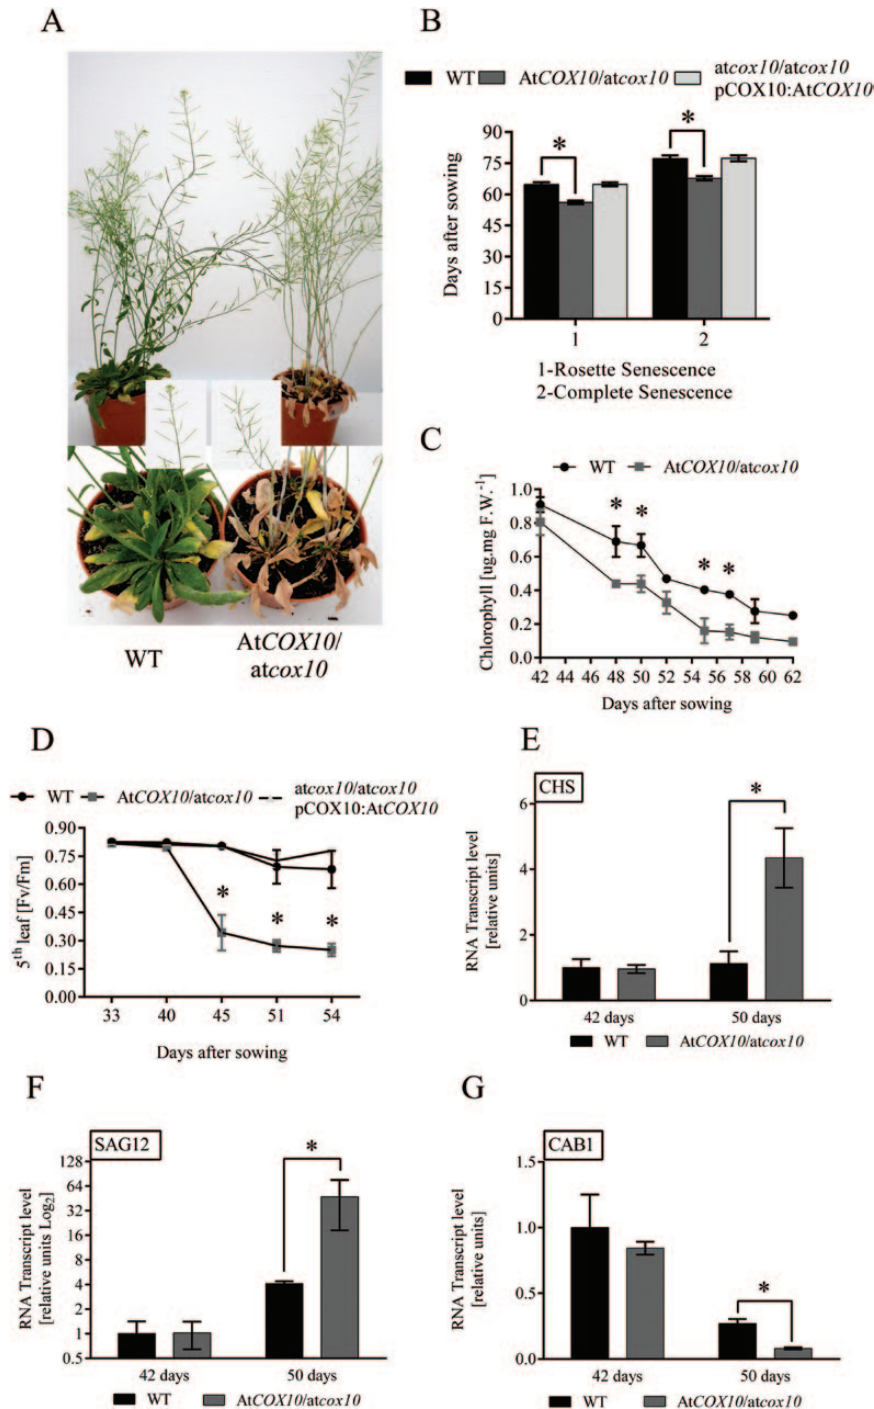 A
WT
AtCOX10/
atcox10
B
WT AtCOX10/atcox10 atcox10/atcox10
pCOX10:AtCOX10
Days after sowing
90
75
60
45
30
15
0
* *
1 2
1-Rosette Senescence
2-Complete Senescence
C
WT AtCOX10/atcox10
Chlorophyll [ug.mg F.W.-1]
1.0
0.8
0.6
0.4
0.2
0.0
* * * *
42 44 46 48 50 52 54 56 58 60 62
Days after sowing
D
WT AtCOX10/atcox10 atcox10/atcox10
pCOX10:AtCOX10
5th leaf [Fv/Fm]
0.90
0.75
0.60
0.45
0.30
0.15
0.00
* * *
33 40 45 51 54
Days after sowing
E
CHS
RNA Transcript level
[relative units]
6
4
2
0
*
42 days 50 days
WT AtCOX10/atcox10
F
SAG12
RNA Transcript level
[relative units Log2]
128
64
32
16
8
4
2
1
0.5
*
42 days 50 days
WT AtCOX10/atcox10
G
CAB1
RNA Transcript level
[relative units]
1.5
1.0
0.5
0.0
*
42 days 50 days
WT AtCOX10/atcox10